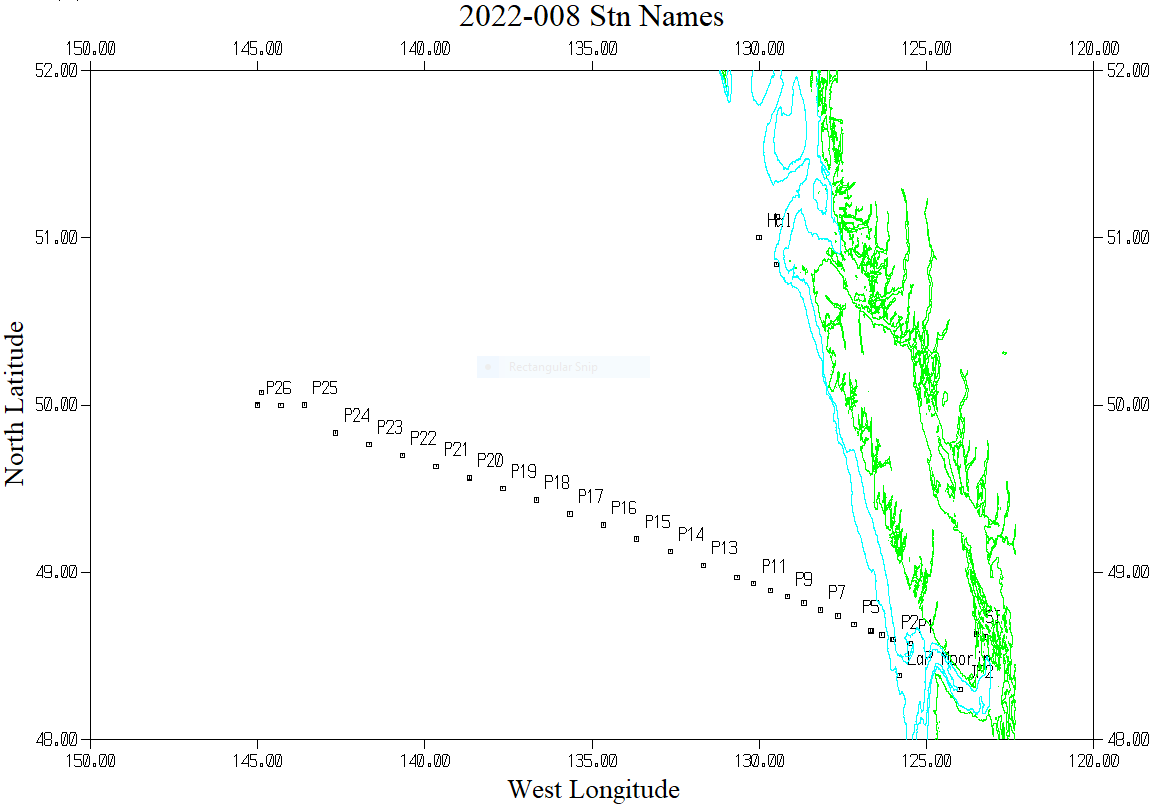 2022-008 Stn Names
150.00 145.00 140.00 135.00 130.00 125.00 120.00
52.00 52.00
51.00 51.00
50.00 50.00
49.00 49.00
48.00 48.00
North Latitude
Rectangular Snip
P26 P25
P24
P23
P22
P21
P20
P19
P18
P17
P16
P15
P14
P13
P11
P9
P7
P5
P2
P1
LaP
JF2
150.00 145.00 140.00 135.00 130.00 125.00 120.00
West Longitude